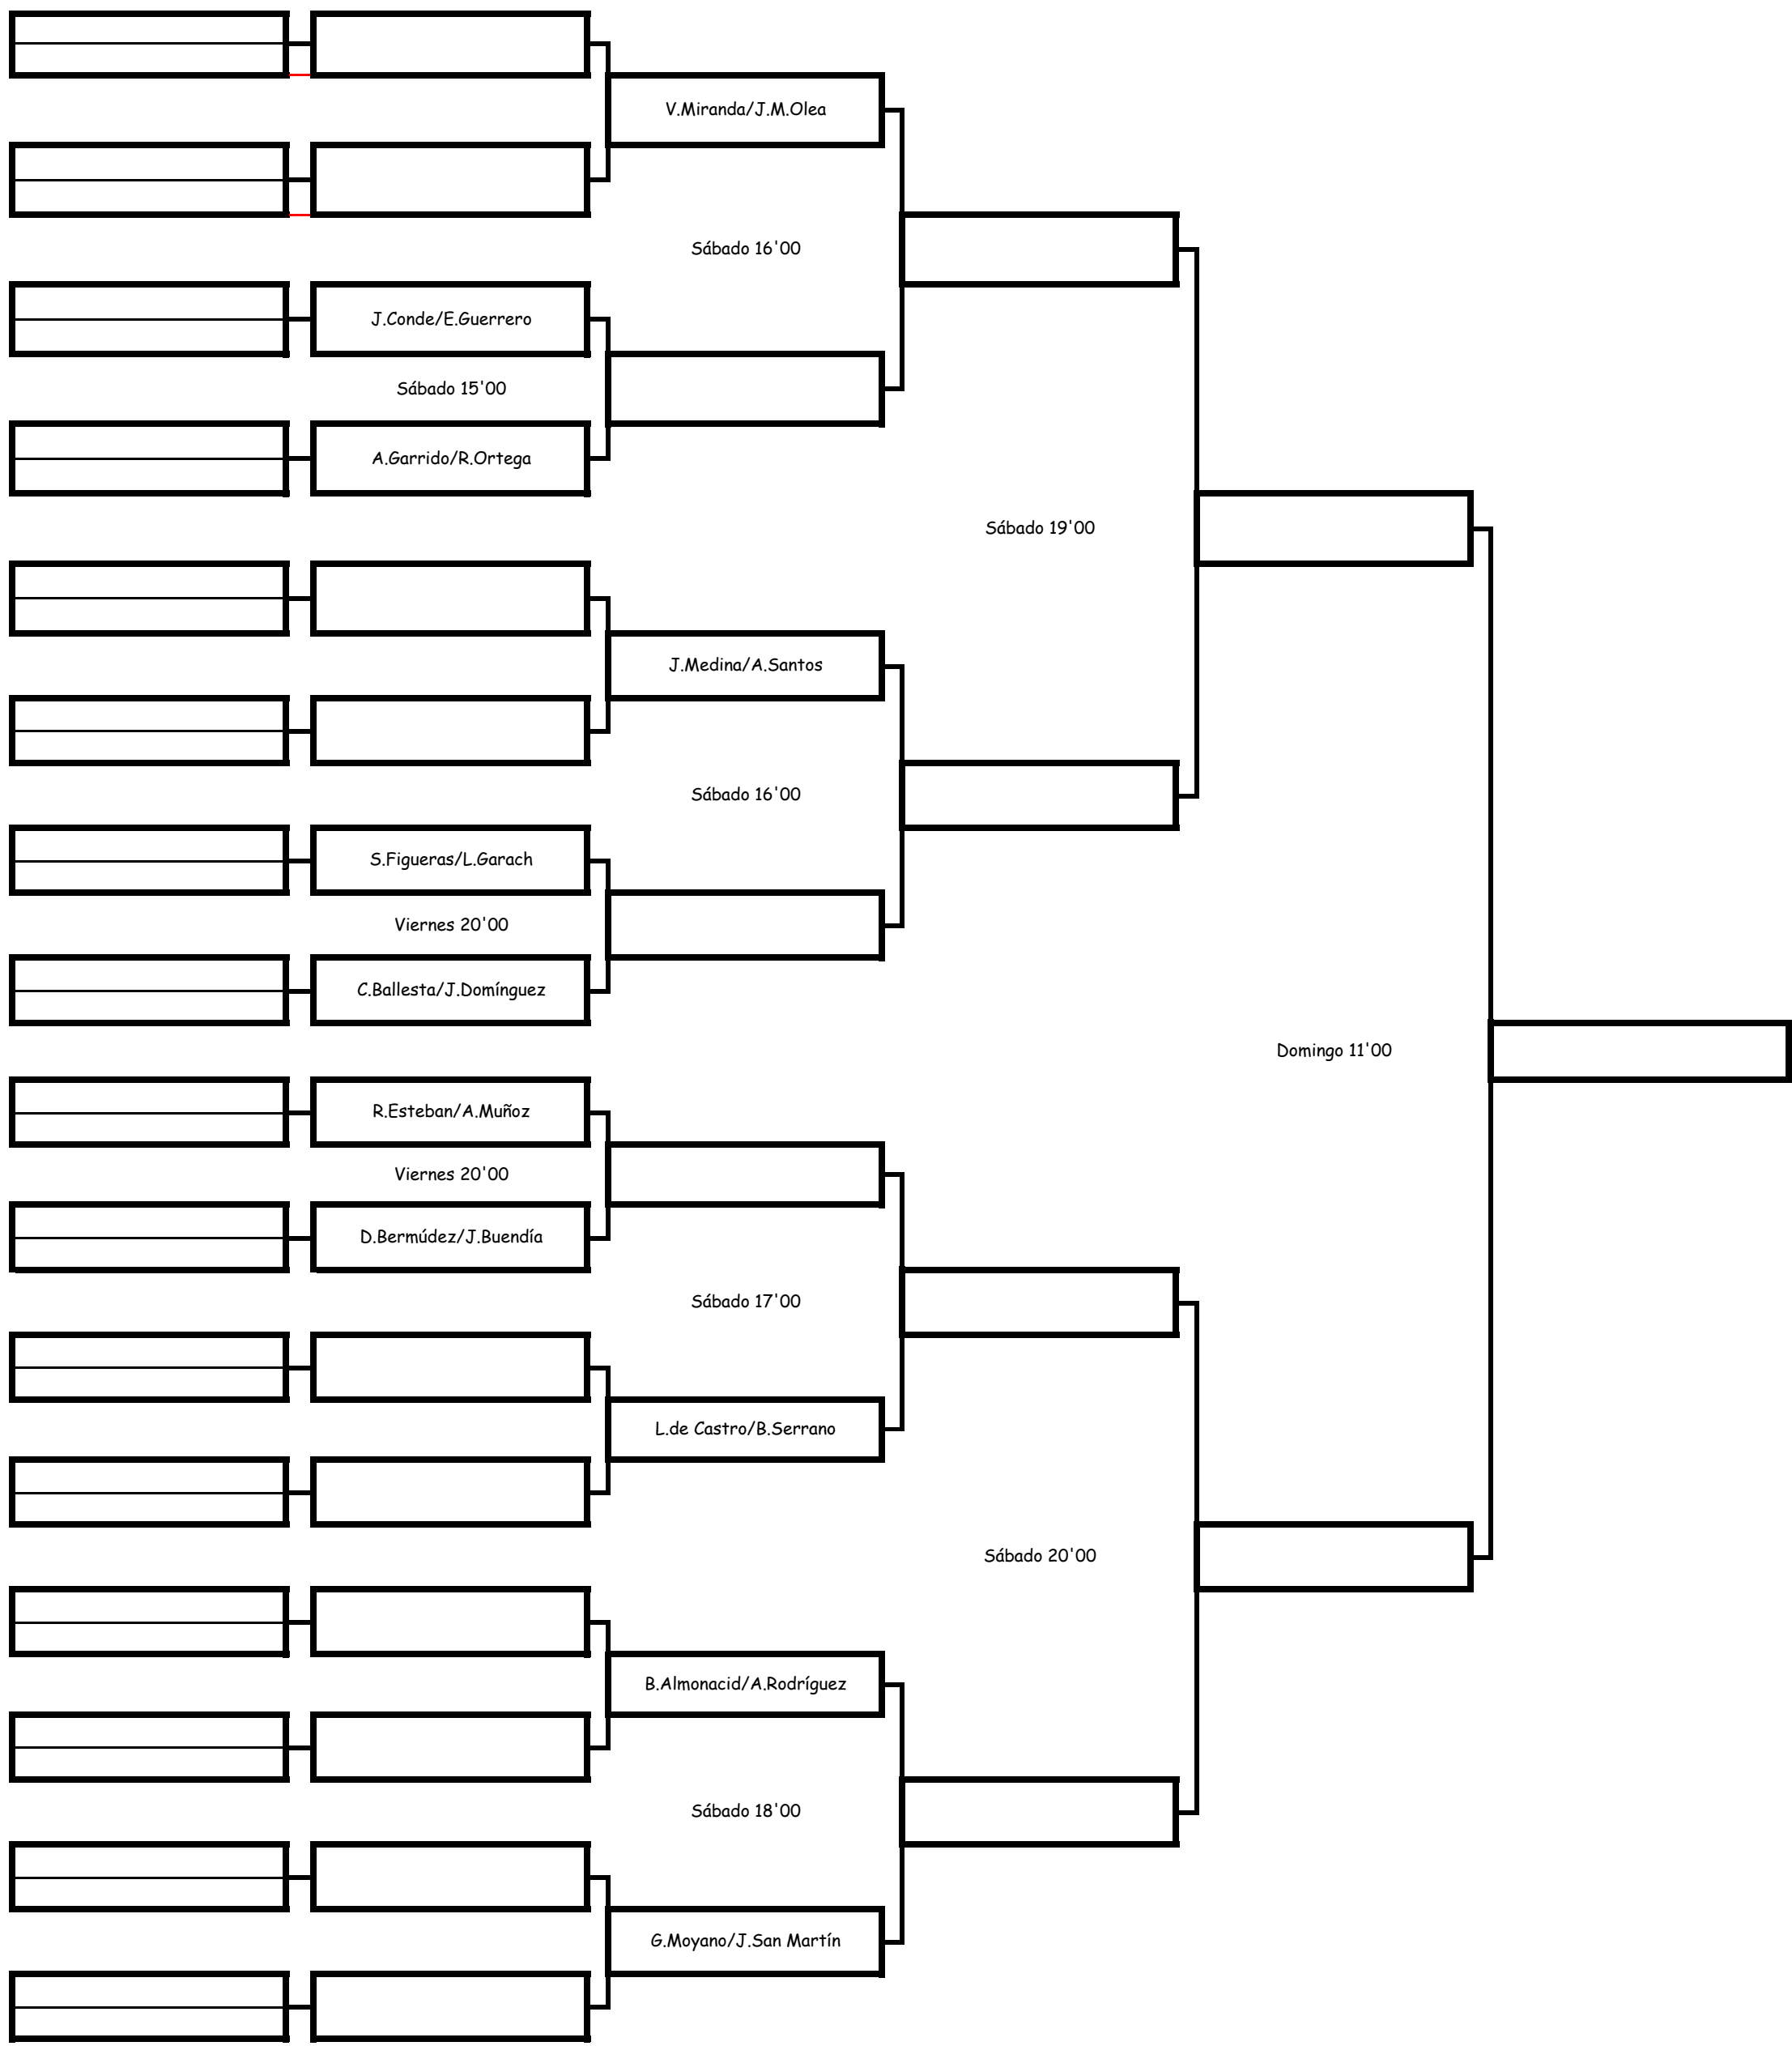 V.Miranda/J.M.Olea
Sábado 16'00
J.Conde/E.Guerrero
Sábado 15'00
A.Garrido/R.Ortega
Sábado 19'00
J.Medina/A.Santos
Sábado 16'00
S.Figueras/L.Garach
Viernes 20'00
C.Ballesta/J.Domínguez
Domingo 11'00
R.Esteban/A.Muñoz
Viernes 20'00
D.Bermúdez/J.Buendía
Sábado 17'00
L.de Castro/B.Serrano
Sábado 20'00
B.Almonacid/A.Rodríguez
Sábado 18'00
G.Moyano/J.San Martín